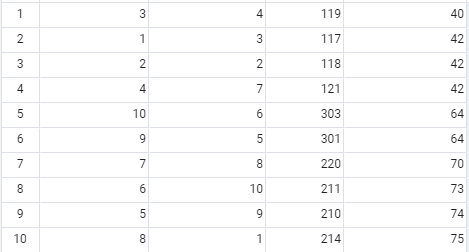 1 3 4 119 40
2 1 3 117 42
3 2 2 118 42
4 4 7 121 42
5 10 6 303 64
6 9 5 301 64
7 7 8 220 70
8 6 10 211 73
9 5 9 210 74
10 8 1 214 75